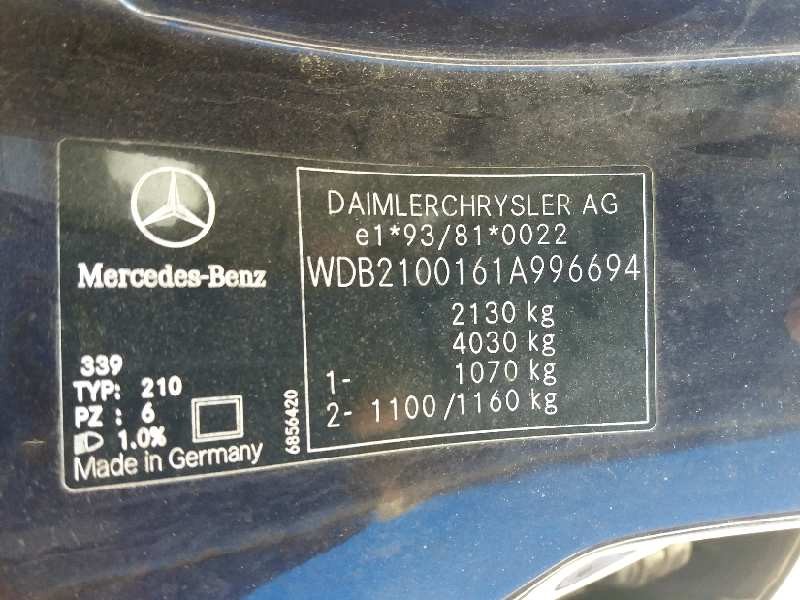 Mercedes-Benz
339
TYP: 210
PZ : 6
1.0%
Made in Germany
6856420
DAIMLERCHRYSLER AG
e1*93/81*0022
WDB2100161A996694
2130 kg
4030 kg
1- 1070 kg
2- 1100/1160 kg